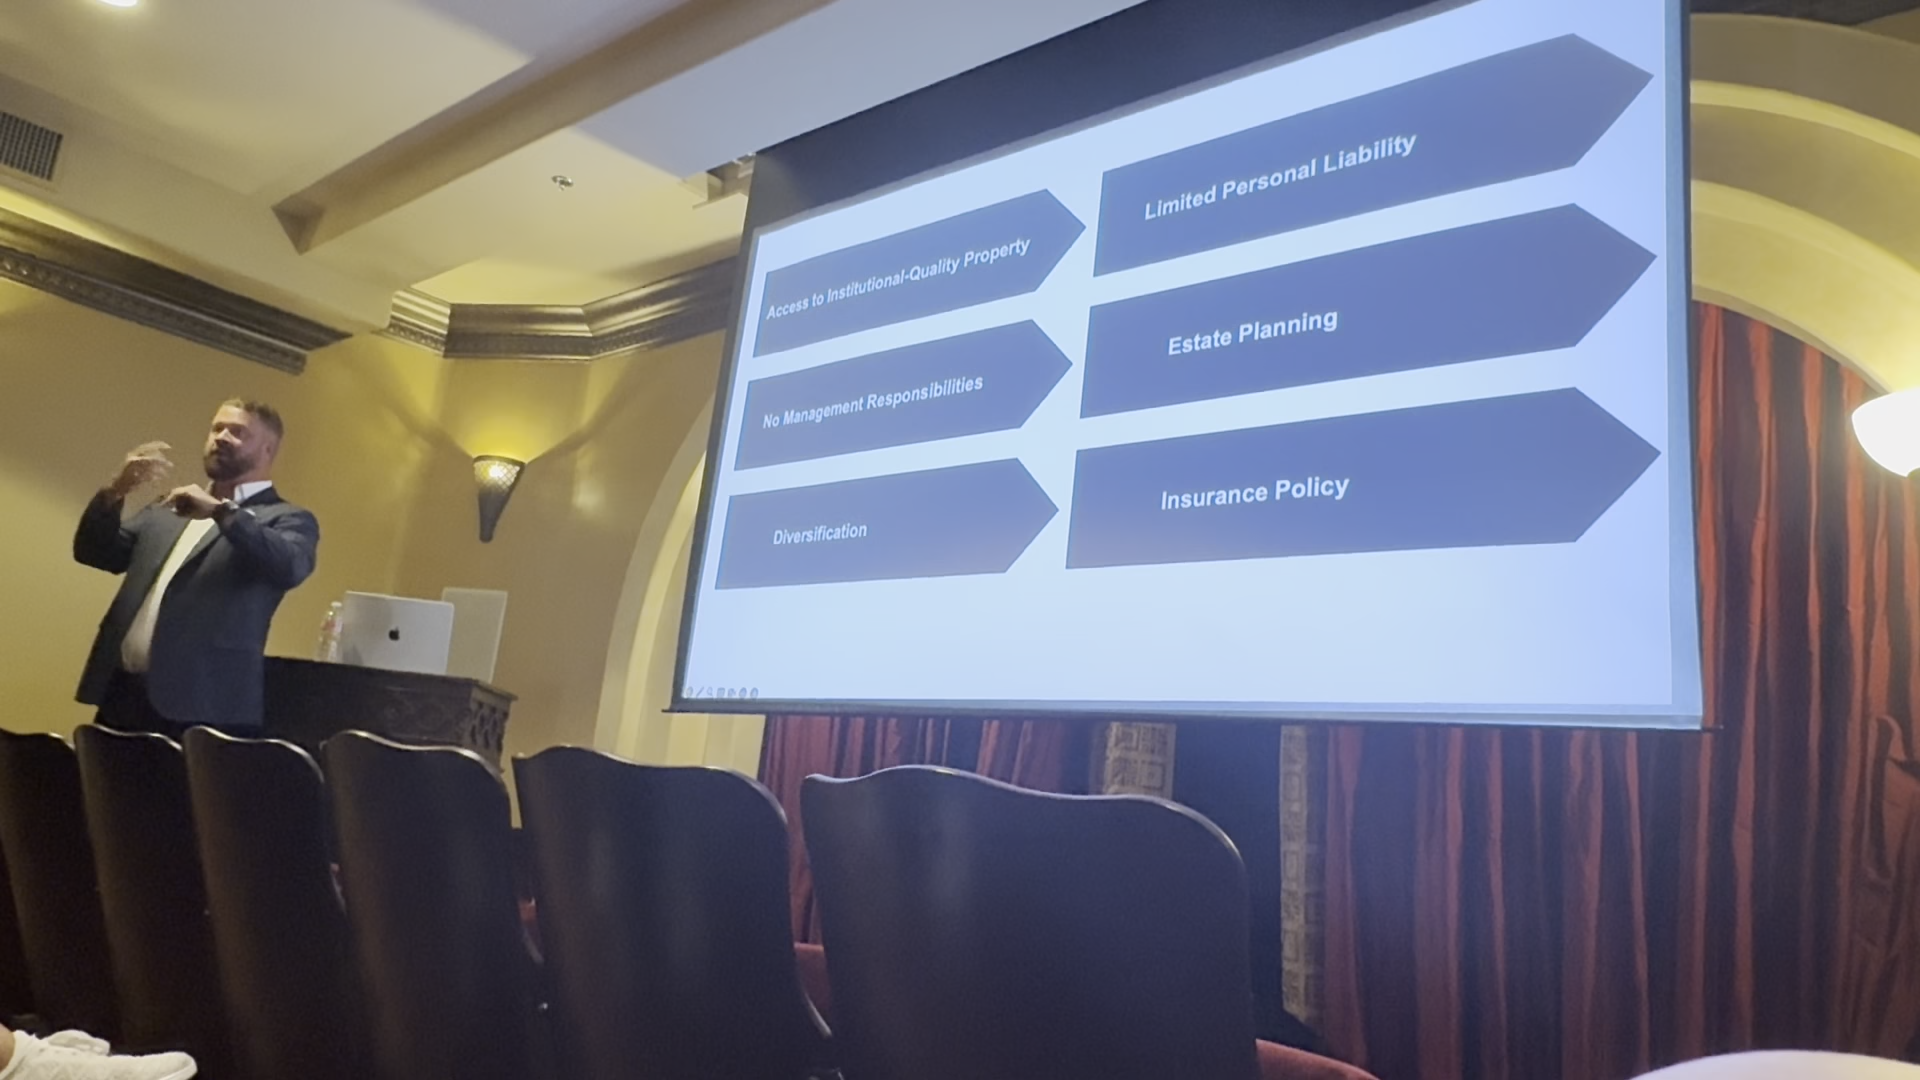 Access to Institutional-Quality Property
No Management Responsibilities
Diversification
Limited Personal Liability
Estate Planning
Insurance Policy